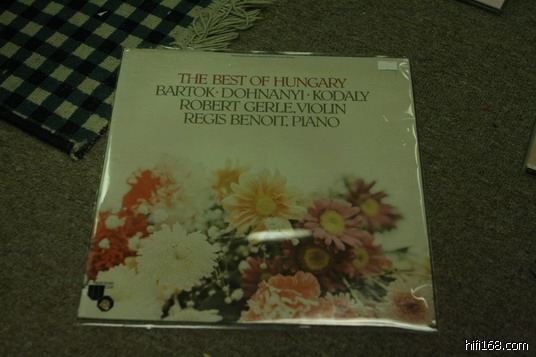 THE BEST OF HUNGARY
BARTOK · DOHNANYI · KODALY
ROBERT GERLE, VIOLIN
REGIS BENOIT, PIANO
hifi168.com